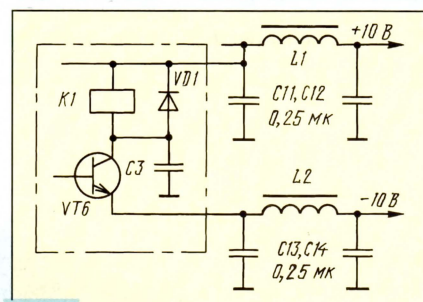 +10 В
L1
VD1
K1
C11, C12
0,25 мк
C3
L2
VT6
-10 В
C13, C14
0,25 мк